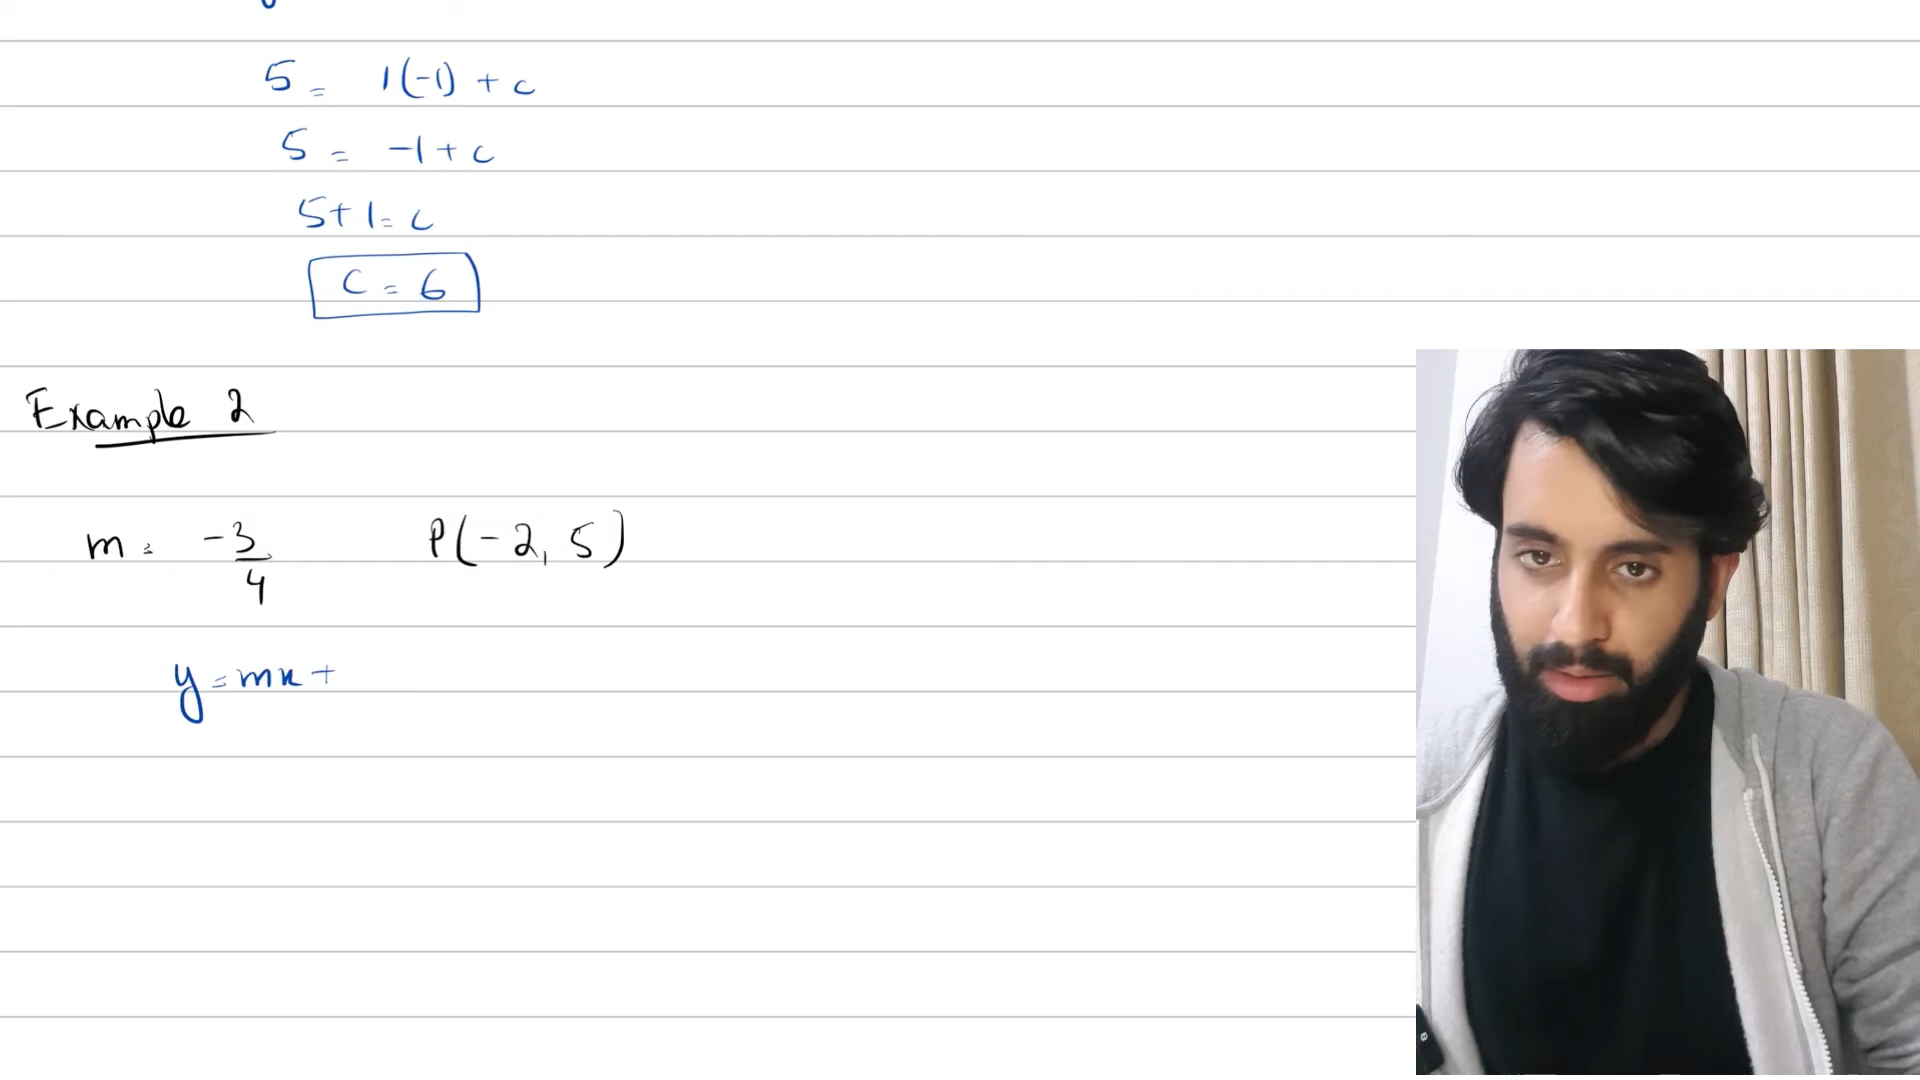 5 = 1(-1) + c
5 = -1 + c
5+1 = c
c = 6
Example 2
m = -3/4 P(-2, 5)
y = mx +